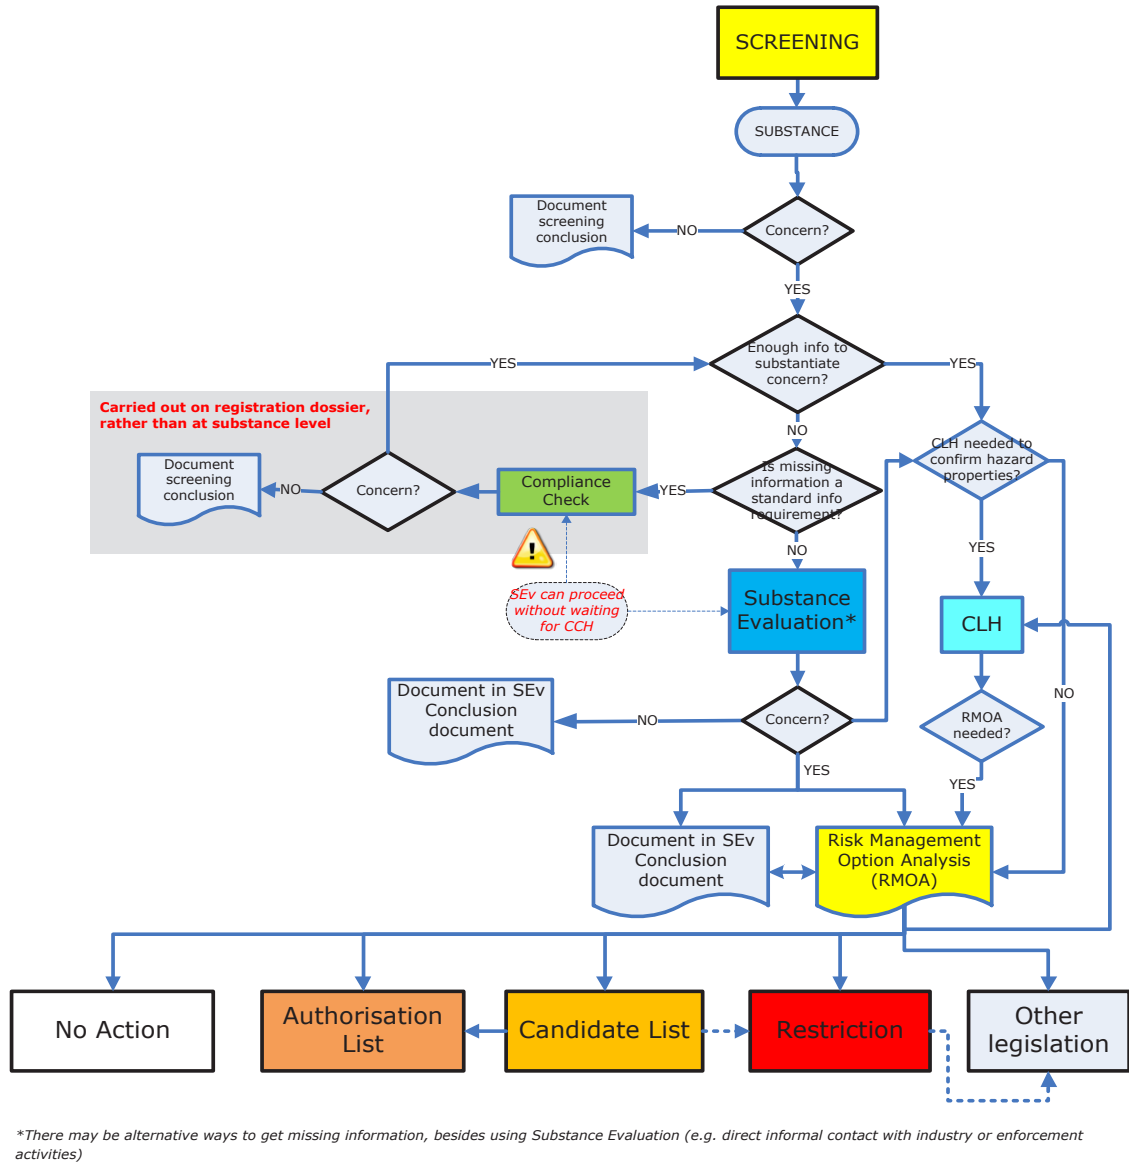 SCREENING
SUBSTANCE
Document
screening
conclusion
NO
Concern?
YES
Enough info to
substantiate
concern?
YES
YES
Carried out on registration dossier,
rather than at substance level
NO
CLH needed to
confirm hazard
properties?
Document
screening
conclusion
NO
Concern?
Compliance
Check
YES
Is missing
information a
standard info
requirement?
NO
YES
SEv can proceed
without waiting
for CCH
Substance
Evaluation*
CLH
Document in SEv
Conclusion
document
NO
Concern?
RMOA
needed?
NO
YES
YES
Document in SEv
Conclusion
document
Risk Management
Option Analysis
(RMOA)
No Action
Authorisation
List
Candidate List
Restriction
Other
legislation
*There may be alternative ways to get missing information, besides using Substance Evaluation (e.g. direct informal contact with industry or enforcement
activities)